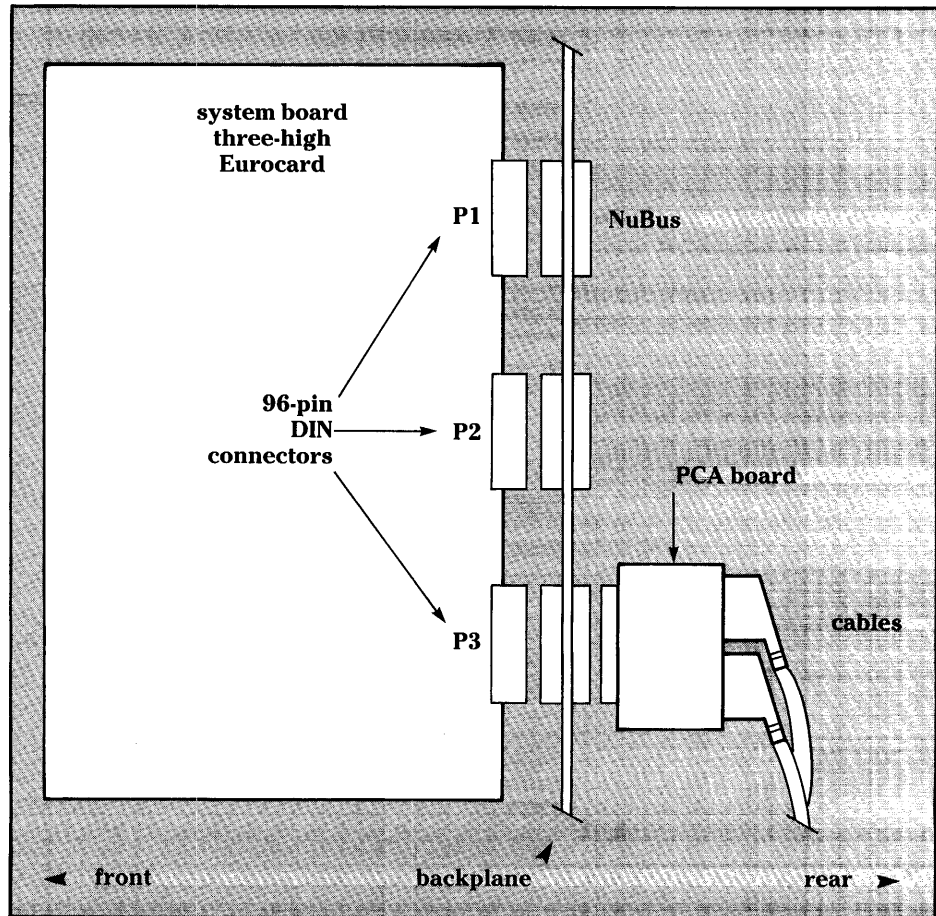 system board
three-high
Eurocard
P1
NuBus
96-pin
DIN
connectors
P2
PCA board
P3
cables
front
backplane
rear